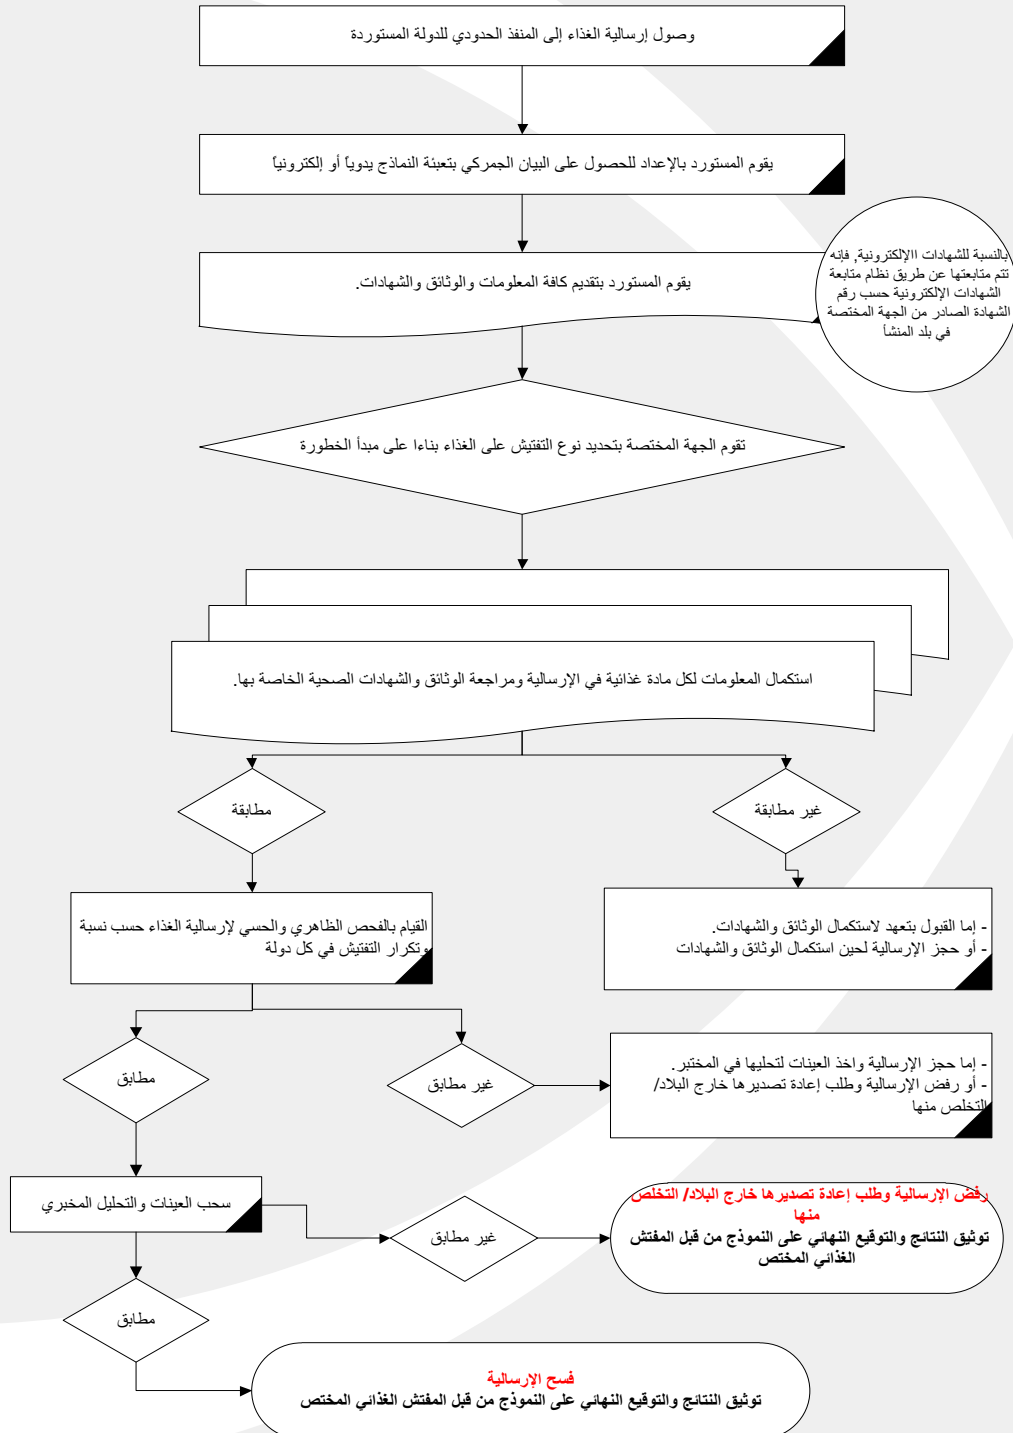 وصول إرسالية الغذاء إلى المنفذ الحدودي للدولة المستوردة
يقوم المستورد بالإعداد للحصول على البيان الجمركي بتعبئة النماذج يدوياً أو إلكترونياً
بالنسبة للشهادات االإلكترونية, فإنه
تتم متابعتها عن طريق نظام متابعة
الشهادات الإلكترونية حسب رقم
الشهادة الصادر من الجهة المختصة
في بلد المنشأ
يقوم المستورد بتقديم كافة المعلومات والوثائق والشهادات.
تقوم الجهة المختصة بتحديد نوع التفتيش على الغذاء بناءا على مبدأ الخطورة
استكمال المعلومات لكل مادة غذائية في الإرسالية ومراجعة الوثائق والشهادات الصحية الخاصة بها.
غير مطابقة
مطابقة
- إما القبول بتعهد لاستكمال الوثائق والشهادات.
- أو حجز الإرسالية لحين استكمال الوثائق والشهادات
القيام بالفحص الظاهري والحسي لإرسالية الغذاء حسب نسبة
وتكرار التفتيش في كل دولة
- إما حجز الإرسالية واخذ العينات لتحليها في المختبر.
- أو رفض الإرسالية وطلب إعادة تصديرها خارج البلاد/
التخلص منها
غير مطابق
مطابق
سحب العينات والتحليل المخبري
غير مطابق
رفض الإرسالية وطلب إعادة تصديرها خارج البلاد/ التخلص
منها
توثيق النتائج والتوقيع النهائي على النموذج من قبل المفتش
الغذائي المختص
مطابق
فسح الإرسالية
توثيق النتائج والتوقيع النهائي على النموذج من قبل المفتش الغذائي المختص